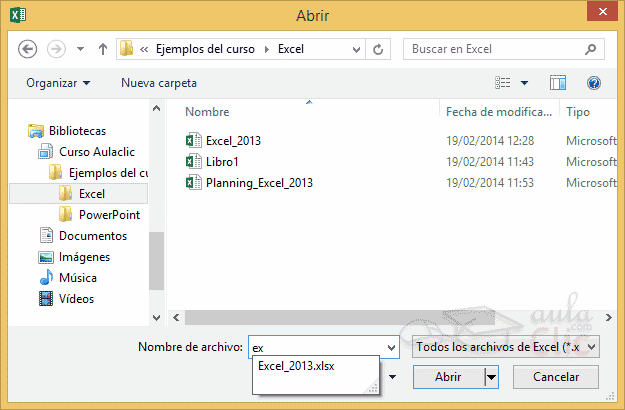 Abrir
« Ejemplos del curso Excel
Buscar en Excel
Organizar
Nueva carpeta
Bibliotecas
Curso Aulaclic
Ejemplos del cu
Excel
PowerPoint
Documentos
Imágenes
Música
Vídeos
Nombre Fecha de modifica... Tipo
Excel_2013 19/02/2014 12:28 Microsoft
Libro1 19/02/2014 11:43 Microsoft
Planning_Excel_2013 19/02/2014 11:53 Microsoft
aula
.com
clic
Nombre de archivo: ex
Todos los archivos de Excel (*.x
Excel_2013.xlsx
Abrir
Cancelar